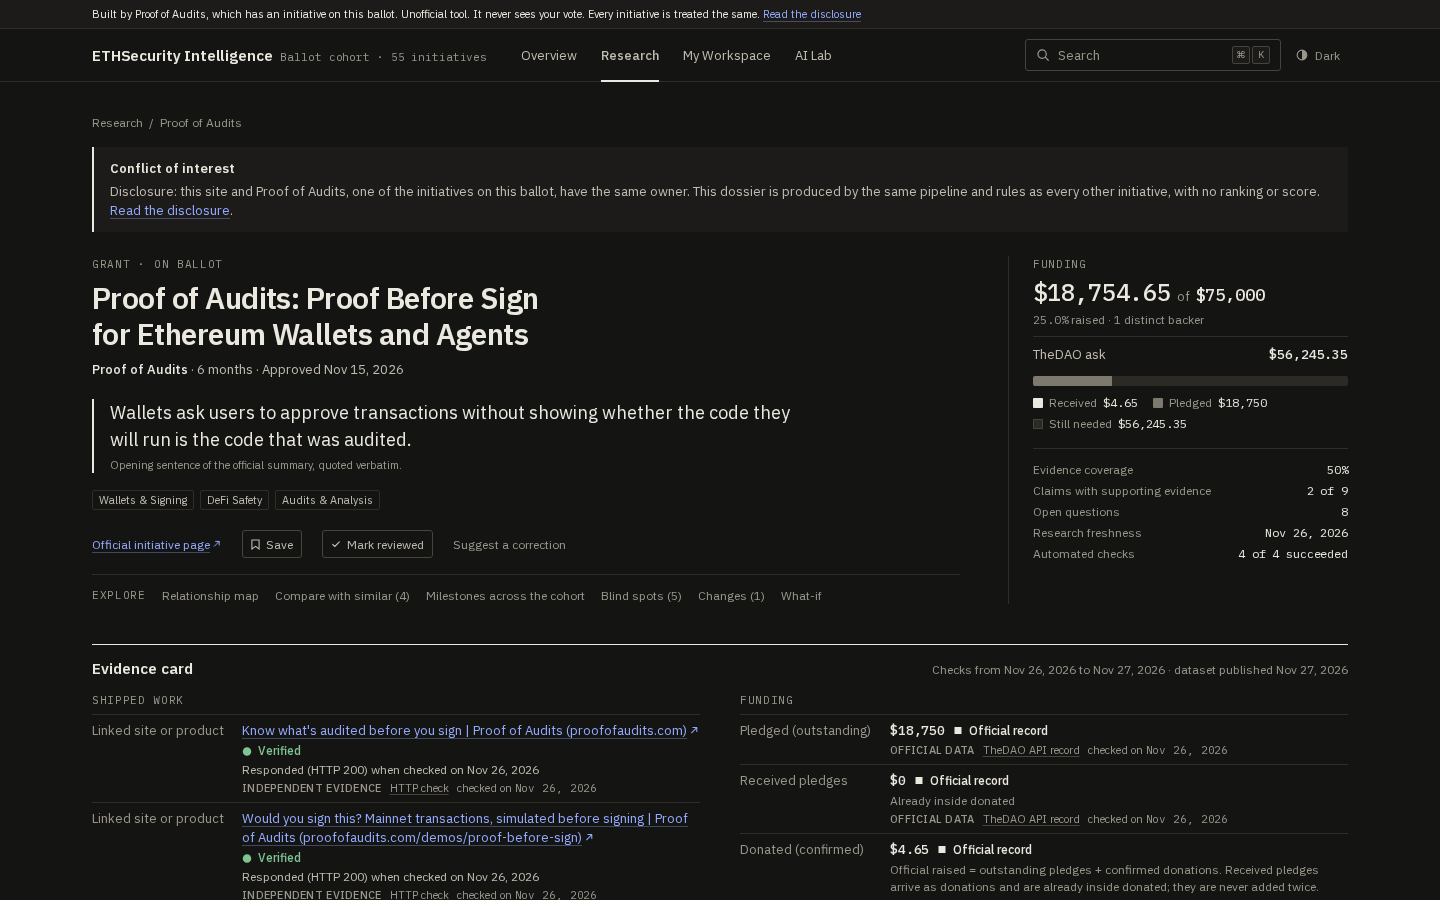 Built by Proof of Audits, which has an initiative on this ballot. Unofficial tool. It never sees your vote. Every initiative is treated the same. Read the disclosure
ETHSecurity Intelligence Ballot cohort · 55 initiatives Overview Research My Workspace AI Lab Search ⌘ K Dark
Research / Proof of Audits
Conflict of interest
Disclosure: this site and Proof of Audits, one of the initiatives on this ballot, have the same owner. This dossier is produced by the same pipeline and rules as every other initiative, with no ranking or score.
Read the disclosure.
GRANT · ON BALLOT
Proof of Audits: Proof Before Sign
for Ethereum Wallets and Agents
Proof of Audits · 6 months · Approved Nov 15, 2026
Wallets ask users to approve transactions without showing whether the code they
will run is the code that was audited.
Opening sentence of the official summary, quoted verbatim.
Wallets & Signing DeFi Safety Audits & Analysis
Official initiative page ↗ Save Mark reviewed Suggest a correction
EXPLORE Relationship map Compare with similar (4) Milestones across the cohort Blind spots (5) Changes (1) What-if
FUNDING
$18,754.65 of $75,000
25.0% raised · 1 distinct backer
TheDAO ask $56,245.35
Received $4.65 Pledged $18,750
Still needed $56,245.35
Evidence coverage 50%
Claims with supporting evidence 2 of 9
Open questions 8
Research freshness Nov 26, 2026
Automated checks 4 of 4 succeeded
Evidence card Checks from Nov 26, 2026 to Nov 27, 2026 · dataset published Nov 27, 2026
SHIPPED WORK
Linked site or product Know what's audited before you sign | Proof of Audits (proofofaudits.com) ↗
Verified
Responded (HTTP 200) when checked on Nov 26, 2026
INDEPENDENT EVIDENCE HTTP check checked on Nov 26, 2026
Linked site or product Would you sign this? Mainnet transactions, simulated before signing | Proof
of Audits (proofofaudits.com/demos/proof-before-sign) ↗
Verified
Responded (HTTP 200) when checked on Nov 26, 2026
INDEPENDENT EVIDENCE HTTP check checked on Nov 26, 2026
FUNDING
Pledged (outstanding) $18,750 Official record
OFFICIAL DATA TheDAO API record checked on Nov 26, 2026
Received pledges $0 Official record
Already inside donated
OFFICIAL DATA TheDAO API record checked on Nov 26, 2026
Donated (confirmed) $4.65 Official record
Official raised = outstanding pledges + confirmed donations. Received pledges
arrive as donations and are already inside donated; they are never added twice.